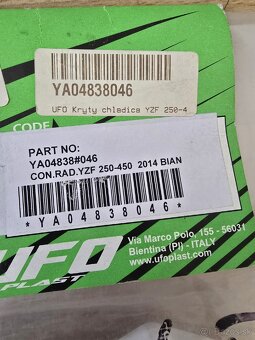 YA04838046
UFO Kryty chladica YZF 250-4
CODE
PART NO:
YA04838#046
CON.RAD.YZF 250-450 2014 BIAN
*YA04838046*
UFO
PLAST
Via Marco Polo, 155 - 56031
Bientina (PI) - ITALY
www.ufoplast.com